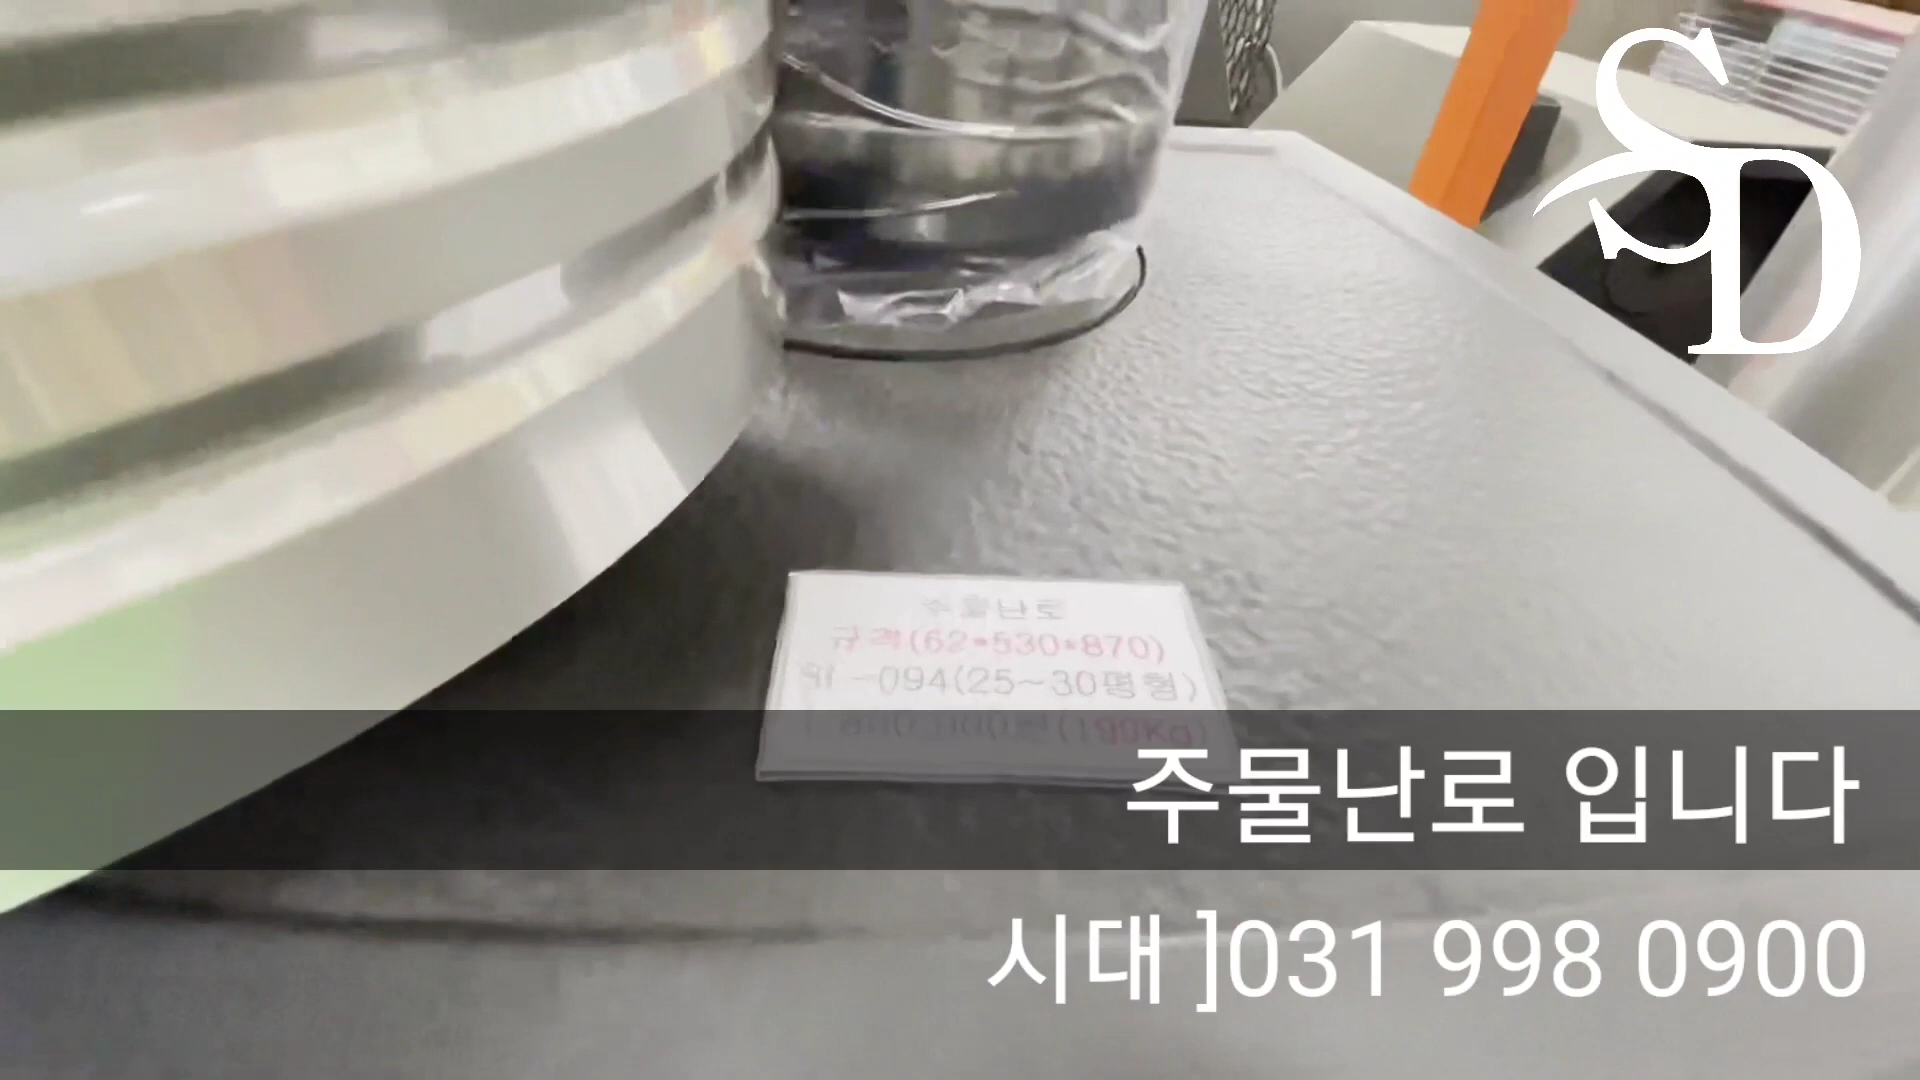 SD
주물난로
규격(62*530*870)
-094(25~30평형)
(199Kg)
주물난로 입니다
시대 ]031 998 0900